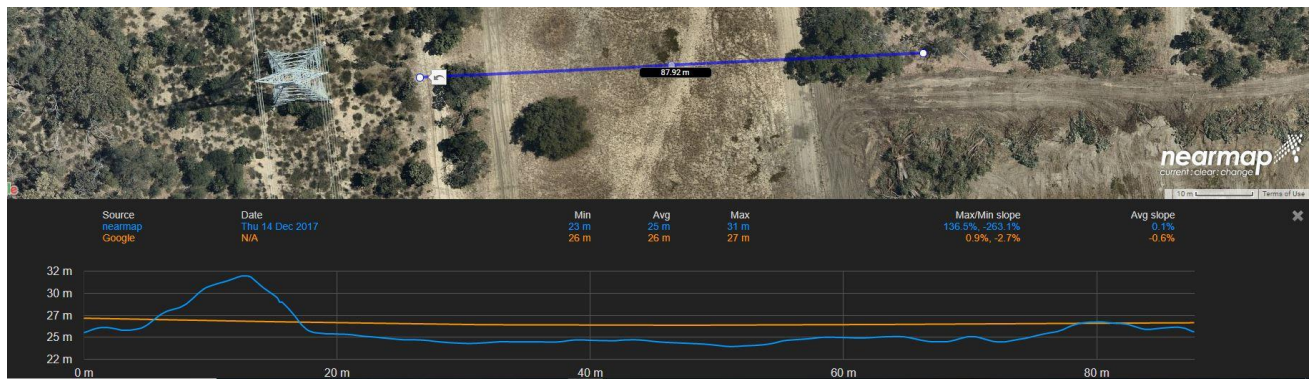 87.92 m
nearmap
current:clear:change
10 m
Terms of Use
Source Date Min Avg Max Max/Min slope Avg slope
nearmap Thu 14 Dec 2017 23 m 25 m 31 m 136.5%, -263.1% 0.1%
Google N/A 26 m 26 m 27 m 0.9%, -2.7% -0.6%
32 m
30 m
27 m
25 m
22 m
0 m 20 m 40 m 60 m 80 m